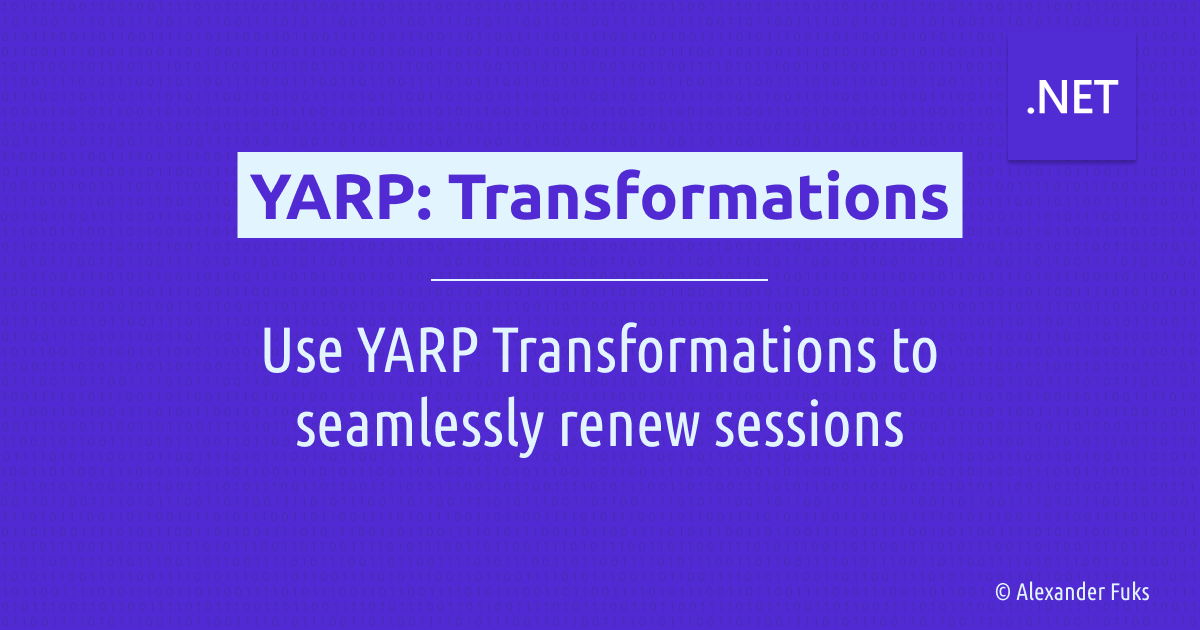 .NET
YARP: Transformations
Use YARP Transformations to
seamlessly renew sessions
© Alexander Fuks